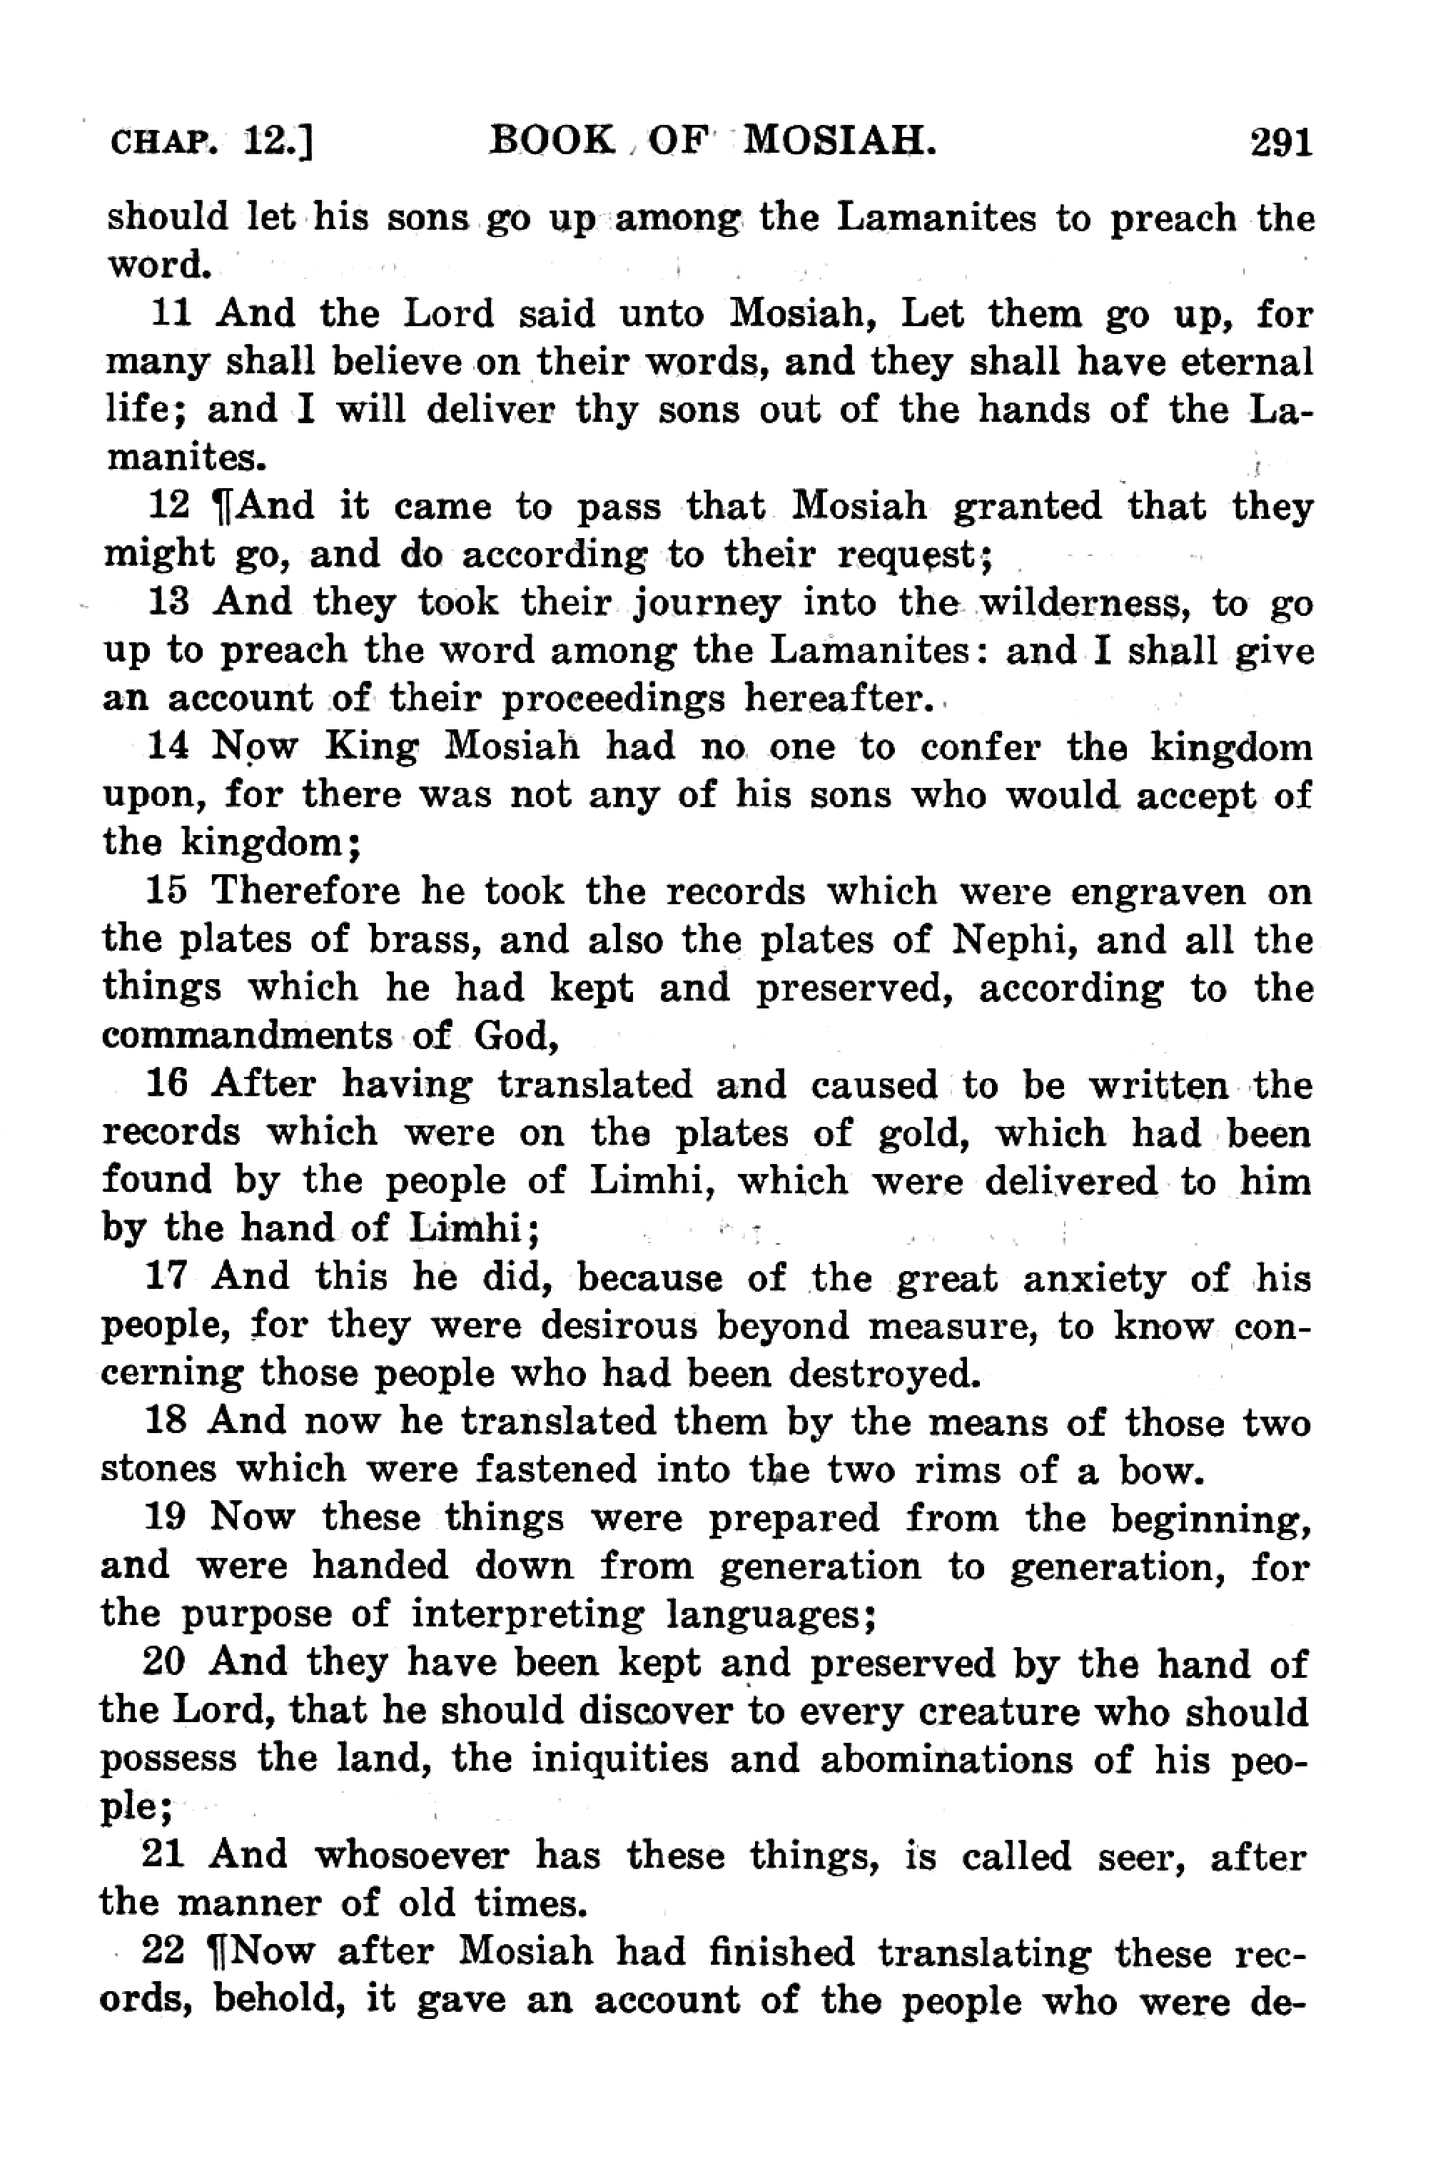 CHAP. 12.] BOOK OF MOSIAH. 291
should let his sons go up among the Lamanites to preach the
word.
11 And the Lord said unto Mosiah, Let them go up, for
many shall believe on their words, and they shall have eternal
life; and I will deliver thy sons out of the hands of the La-
manites.
12 ¶And it came to pass that Mosiah granted that they
might go, and do according to their request;
13 And they took their journey into the wilderness, to go
up to preach the word among the Lamanites: and I shall give
an account of their proceedings hereafter.
14 Now King Mosiah had no one to confer the kingdom
upon, for there was not any of his sons who would accept of
the kingdom;
15 Therefore he took the records which were engraven on
the plates of brass, and also the plates of Nephi, and all the
things which he had kept and preserved, according to the
commandments of God,
16 After having translated and caused to be written the
records which were on the plates of gold, which had been
found by the people of Limhi, which were delivered to him
by the hand of Limhi;
17 And this he did, because of the great anxiety of his
people, for they were desirous beyond measure, to know con-
cerning those people who had been destroyed.
18 And now he translated them by the means of those two
stones which were fastened into the two rims of a bow.
19 Now these things were prepared from the beginning,
and were handed down from generation to generation, for
the purpose of interpreting languages;
20 And they have been kept and preserved by the hand of
the Lord, that he should discover to every creature who should
possess the land, the iniquities and abominations of his peo-
ple;
21 And whosoever has these things, is called seer, after
the manner of old times.
22 ¶Now after Mosiah had finished translating these rec-
ords, behold, it gave an account of the people who were de-